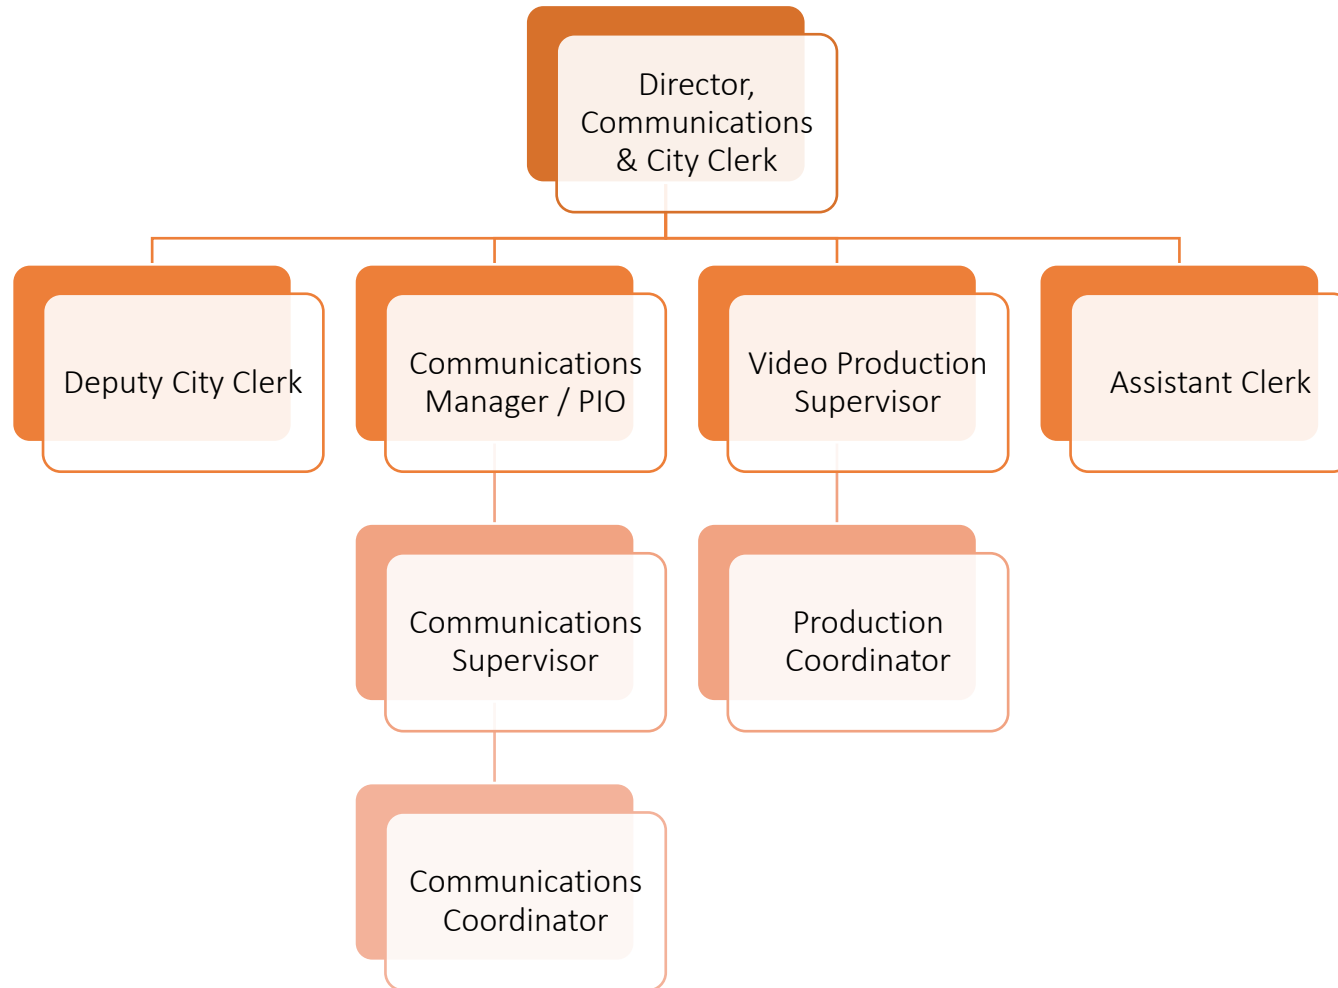 Director,
Communications
& City Clerk
Deputy City Clerk
Communications
Manager / PIO
Video Production
Supervisor
Assistant Clerk
Communications
Supervisor
Production
Coordinator
Communications
Coordinator